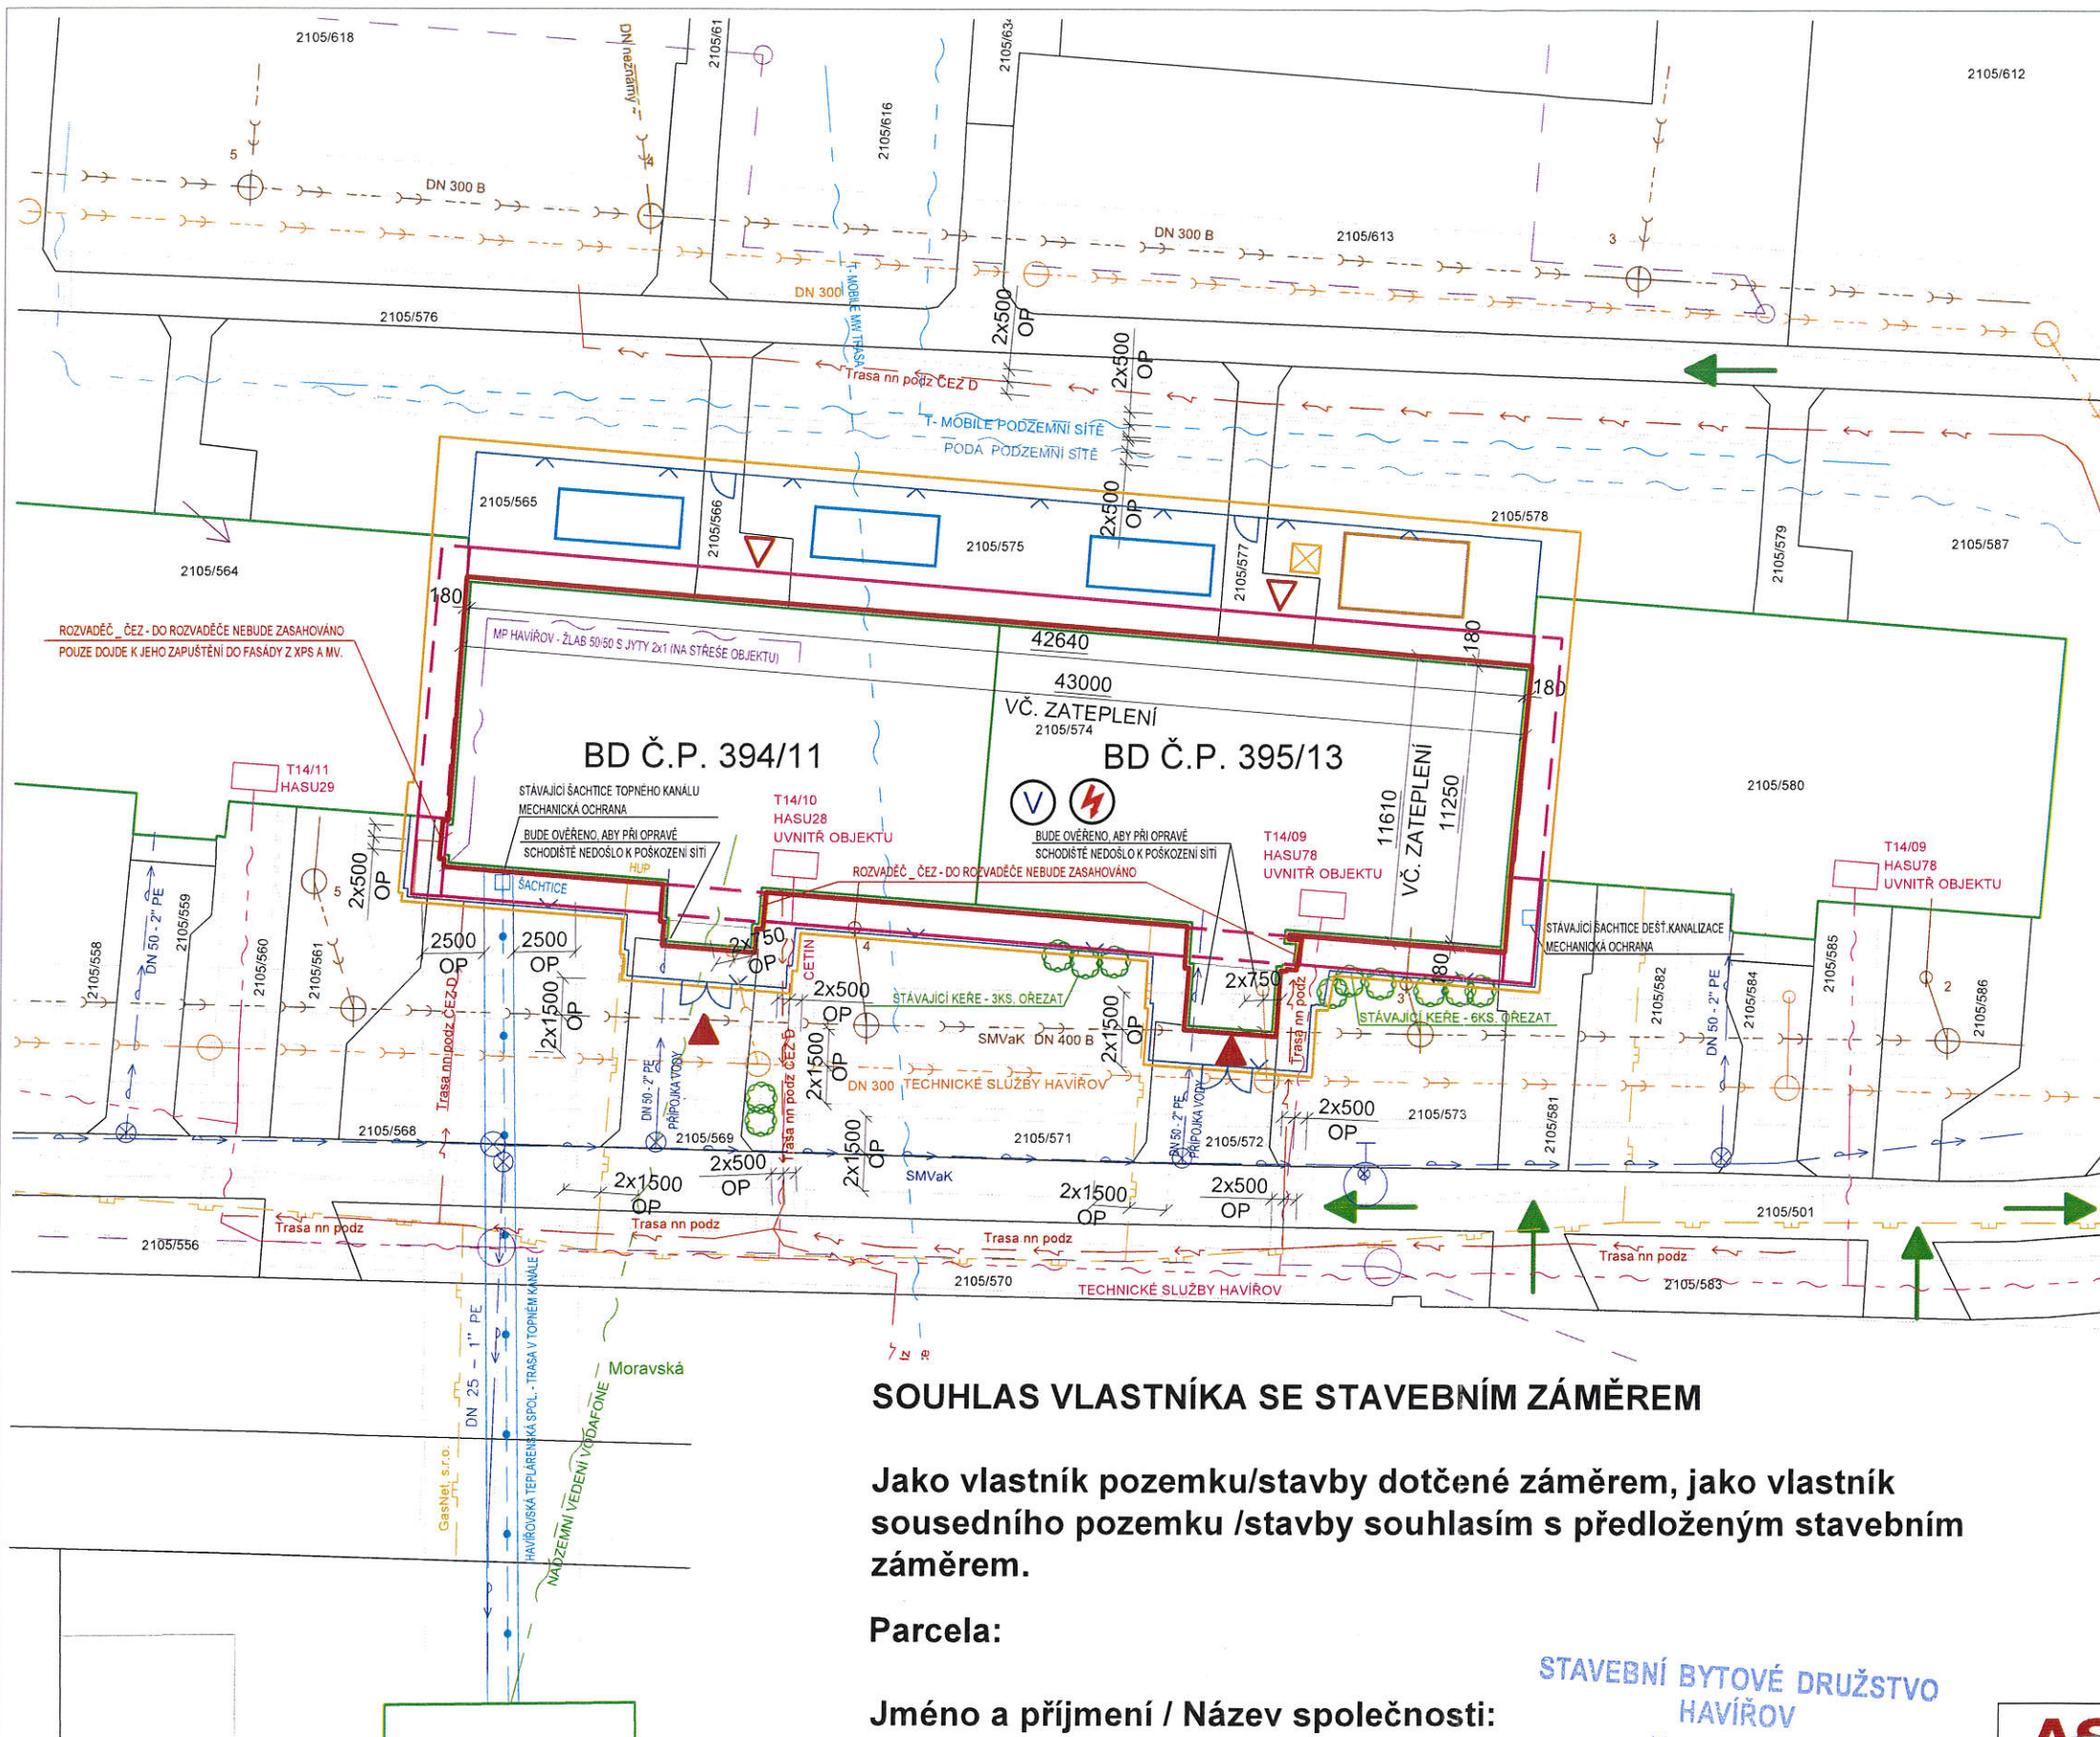 2105/618
DN neznámý
2105/61
2105/616
2105/634
2105/612
5
4
DN 300 B
DN 300 B
2105/613
3
DN 300
T- MOBILE MW TRASA
2x500
OP
2105/576
2x500
OP
Trasa nn podz ČEZ D
T- MOBILE PODZEMNÍ SÍTĚ
PODA PODZEMNÍ SÍTĚ
2x500
OP
2105/565
2105/566
2105/575
2105/577
2105/578
2105/579
2105/587
2105/564
180
ROZVADĚČ _ ČEZ - DO ROZVADĚČE NEBUDE ZASAHOVÁNO
POUZE DOJDE K JEHO ZAPUŠTĚNÍ DO FASÁDY Z XPS A MV.
MP HAVÍŘOV - ŽLAB 50/50 S JYTY 2x1 (NA STŘEŠE OBJEKTU)
42640
180
43000
180
VČ. ZATEPLENÍ
2105/574
BD Č.P. 394/11
BD Č.P. 395/13
11610
VČ. ZATEPLENÍ
11250
T14/11
HASU29
STÁVAJÍCÍ ŠACHTICE TOPNÉHO KANÁLU
MECHANICKÁ OCHRANA
BUDE OVĚŘENO, ABY PŘI OPRAVĚ
SCHODIŠTĚ NEDOŠLO K POŠKOZENÍ SÍTÍ
T14/10
HASU28
UVNITŘ OBJEKTU
V
BUDE OVĚŘENO, ABY PŘI OPRAVĚ
SCHODIŠTĚ NEDOŠLO K POŠKOZENÍ SÍTÍ
T14/09
HASU78
UVNITŘ OBJEKTU
2105/580
T14/09
HASU78
UVNITŘ OBJEKTU
ROZVADĚČ _ ČEZ - DO ROZVADĚČE NEBUDE ZASAHOVÁNO
HUP
ŠACHTICE
2x500
OP
5
2105/558
DN 50 - 2" PE
2105/559
2105/560
2105/561
2500
OP
2500
OP
2x750
OP
CETIN
4
2x750
180
STÁVAJÍCÍ ŠACHTICE DEŠŤ.KANALIZACE
MECHANICKÁ OCHRANA
2105/582
DN 50 - 2" PE
2105/584
2105/585
2
2105/586
Trasa nn podz ČEZ D
2x1500
OP
2x500
OP
STÁVAJÍCÍ KEŘE - 3KS, OŘEZAT
2x1500
OP
3
STÁVAJÍCÍ KEŘE - 6KS, OŘEZAT
SMVaK DN 400 B
Trasa nn podz
DN 50 - 2" PE
PŘÍPOJKA VODY
Trasa nn podz ČEZ D
2x1500
OP
DN 300 TECHNICKÉ SLUŽBY HAVÍŘOV
DN 50 - 2" PE
PŘÍPOJKA VODY
2x500
OP
2105/573
2105/581
2105/568
2105/569
2x1500
OP
2105/571
2105/572
2x500
OP
SMVaK
2x1500
OP
2x1500
OP
2x500
OP
2105/501
Trasa nn podz
Trasa nn podz
Trasa nn podz
Trasa nn podz
2105/556
2105/570
TECHNICKÉ SLUŽBY HAVÍŘOV
2105/583
DN 25 - 1" PE
GasNet, s.r.o.
HAVÍŘOVSKÁ TEPLÁRENSKÁ SPOL. - TRASA V TOPNÉM KANÁLE
NADZEMNÍ VEDENÍ VODAFONE
Moravská
SOUHLAS VLASTNÍKA SE STAVEBNÍM ZÁMĚREM
Jako vlastník pozemku/stavby dotčené záměrem, jako vlastník
sousedního pozemku /stavby souhlasím s předloženým stavebním
záměrem.
Parcela:
STAVEBNÍ BYTOVÉ DRUŽSTVO
HAVÍŘOV
Jméno a příjmení / Název společnosti:
AS